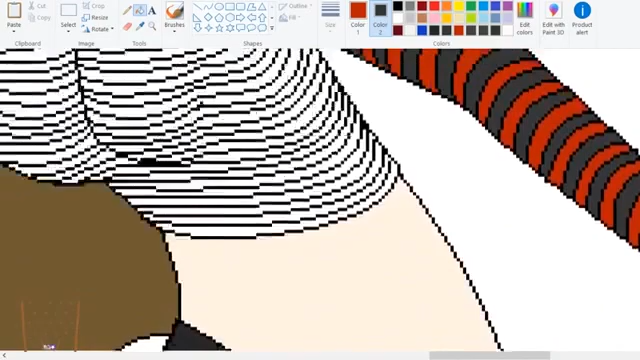 Paste
Cut
Copy
Clipboard
Select
Crop
Resize
Rotate
Image
Tools
Brushes
Outline
Fill
Shapes
Size
Color 1
Color 2
Colors
Edit colors
Edit with Paint 3D
Product alert